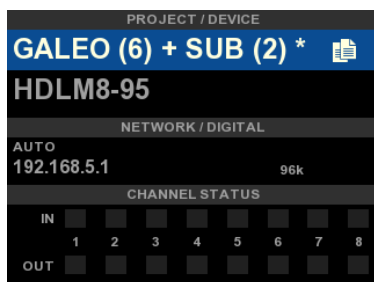 PROJECT / DEVICE
GALEO (6) + SUB (2) *
HDLM8-95
NETWORK / DIGITAL
AUTO
192.168.5.1 96k
CHANNEL STATUS
IN
1 2 3 4 5 6 7 8
OUT